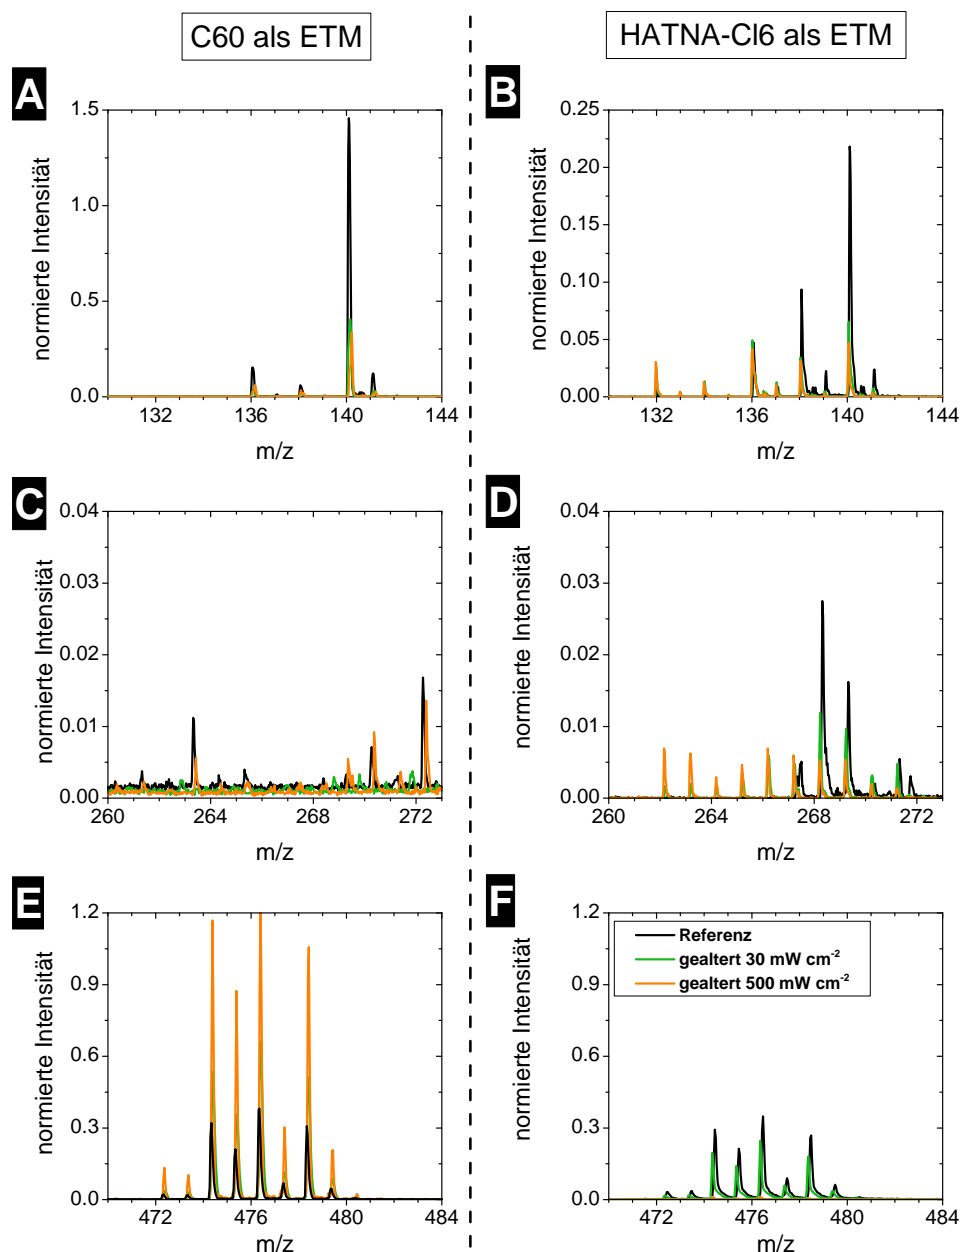 C60 als ETM
HATNA-Cl6 als ETM
A
1.5
1.0
0.5
0.0
normierte Intensität
132
136
140
144
m/z
B
0.25
0.20
0.15
0.10
0.05
0.00
normierte Intensität
132
136
140
144
m/z
C
0.04
0.03
0.02
0.01
0.00
normierte Intensität
260
264
268
272
m/z
D
0.04
0.03
0.02
0.01
0.00
normierte Intensität
260
264
268
272
m/z
E
1.2
0.9
0.6
0.3
0.0
normierte Intensität
472
476
480
484
m/z
F
1.2
0.9
0.6
0.3
0.0
normierte Intensität
Referenz
gealtert 30 mW cm⁻²
gealtert 500 mW cm⁻²
472
476
480
484
m/z